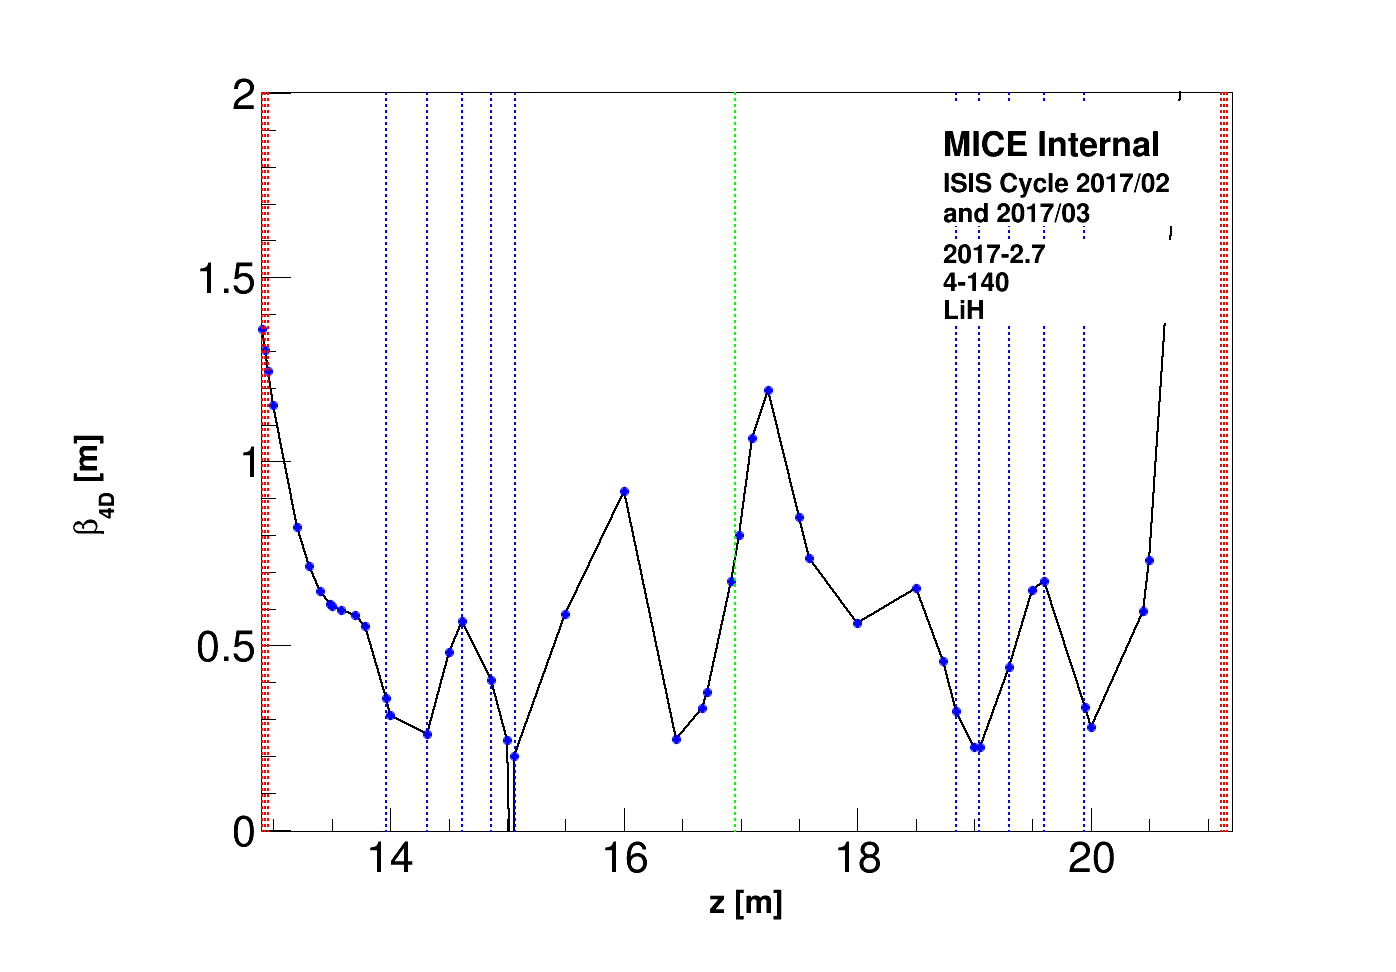 2
1.5
1
0.5
0
β4D [m]
MICE Internal
ISIS Cycle 2017/02
and 2017/03
2017-2.7
4-140
LiH
14 16 18 20
z [m]